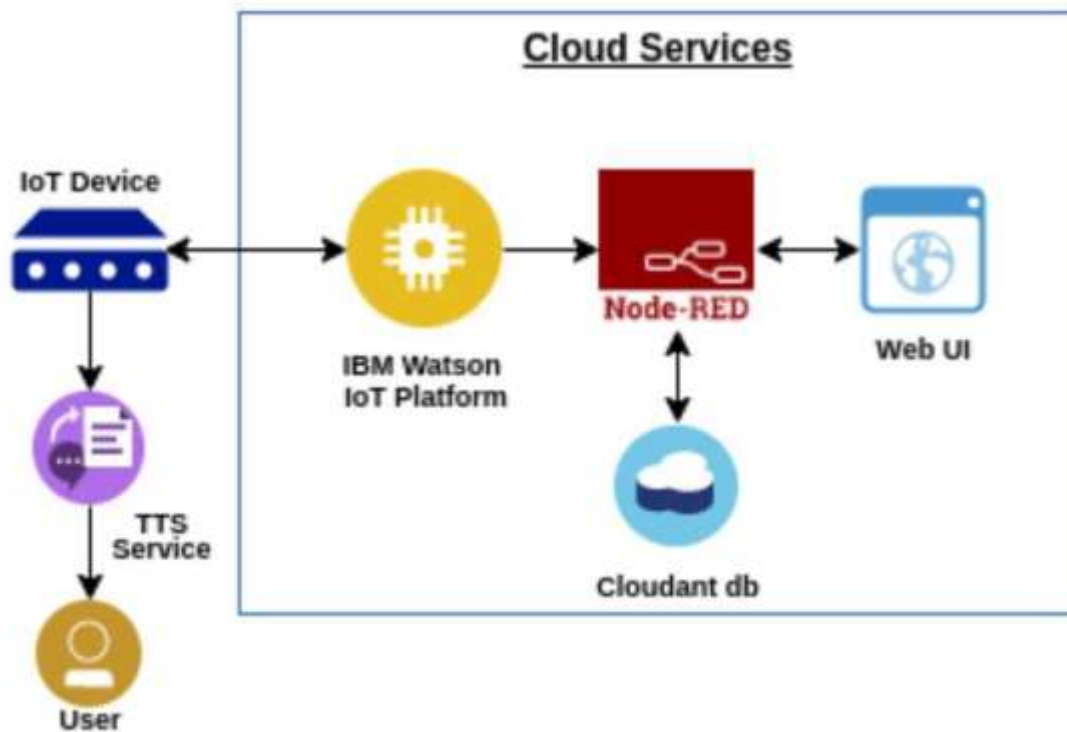 Cloud Services
IoT Device
Node-RED
Web UI
IBM Watson
IoT Platform
TTS
Service
Cloudant db
User